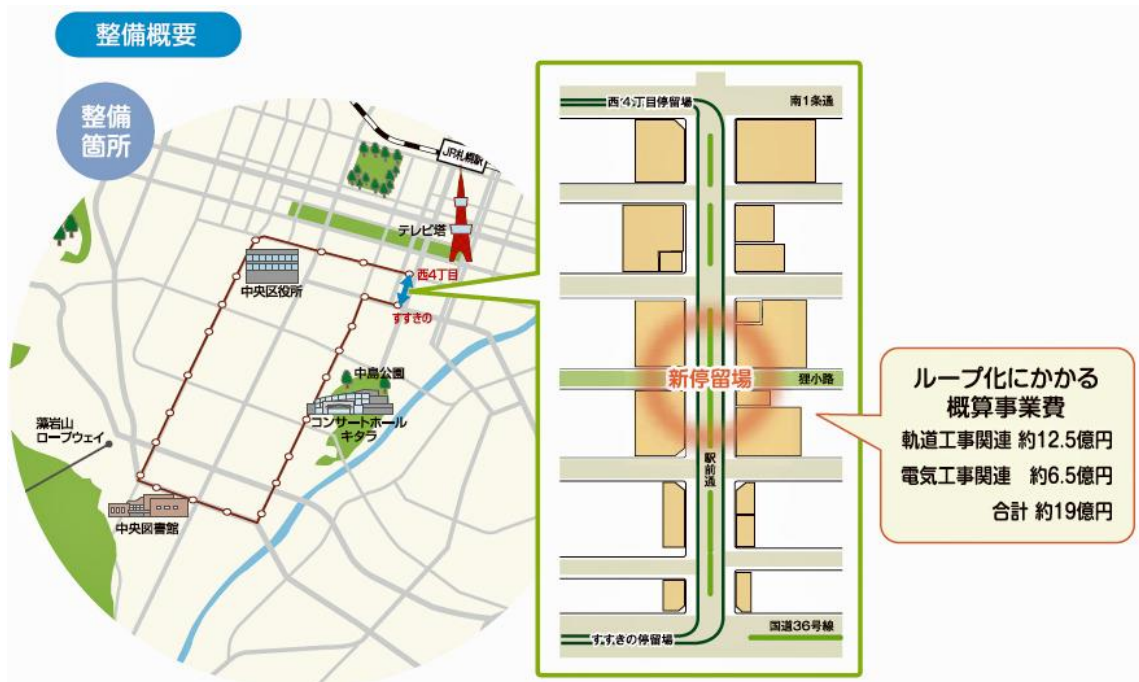 整備概要
整備
箇所
JR札幌駅
テレビ塔
西4丁目
中央区役所
すすきの
中島公園
コンサートホール
キタラ
藻岩山
ロープウェイ
中央図書館
西4丁目停留場
南1条通
新停留場
狸小路
駅前通
すすきの停留場
国道36号線
ループ化にかかる
概算事業費
軌道工事関連 約12.5億円
電気工事関連 約6.5億円
合計 約19億円